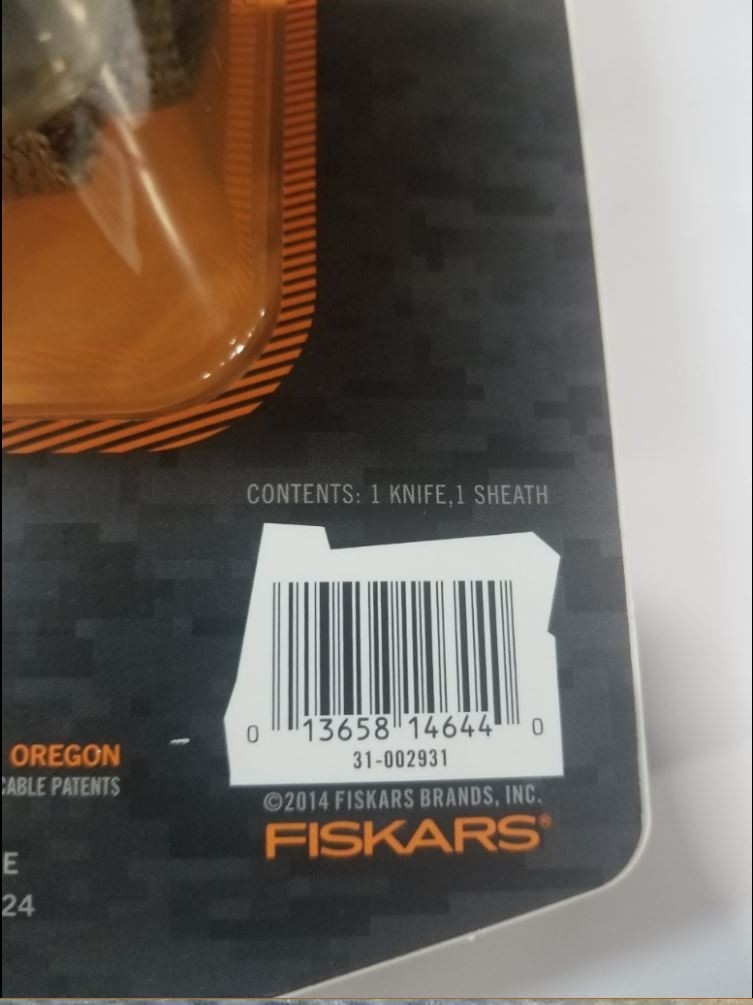 CONTENTS: 1 KNIFE,1 SHEATH
0 13658 14644 0
31-002931
OREGON
CABLE PATENTS
©2014 FISKARS BRANDS, INC.
FISKARS®
E
24